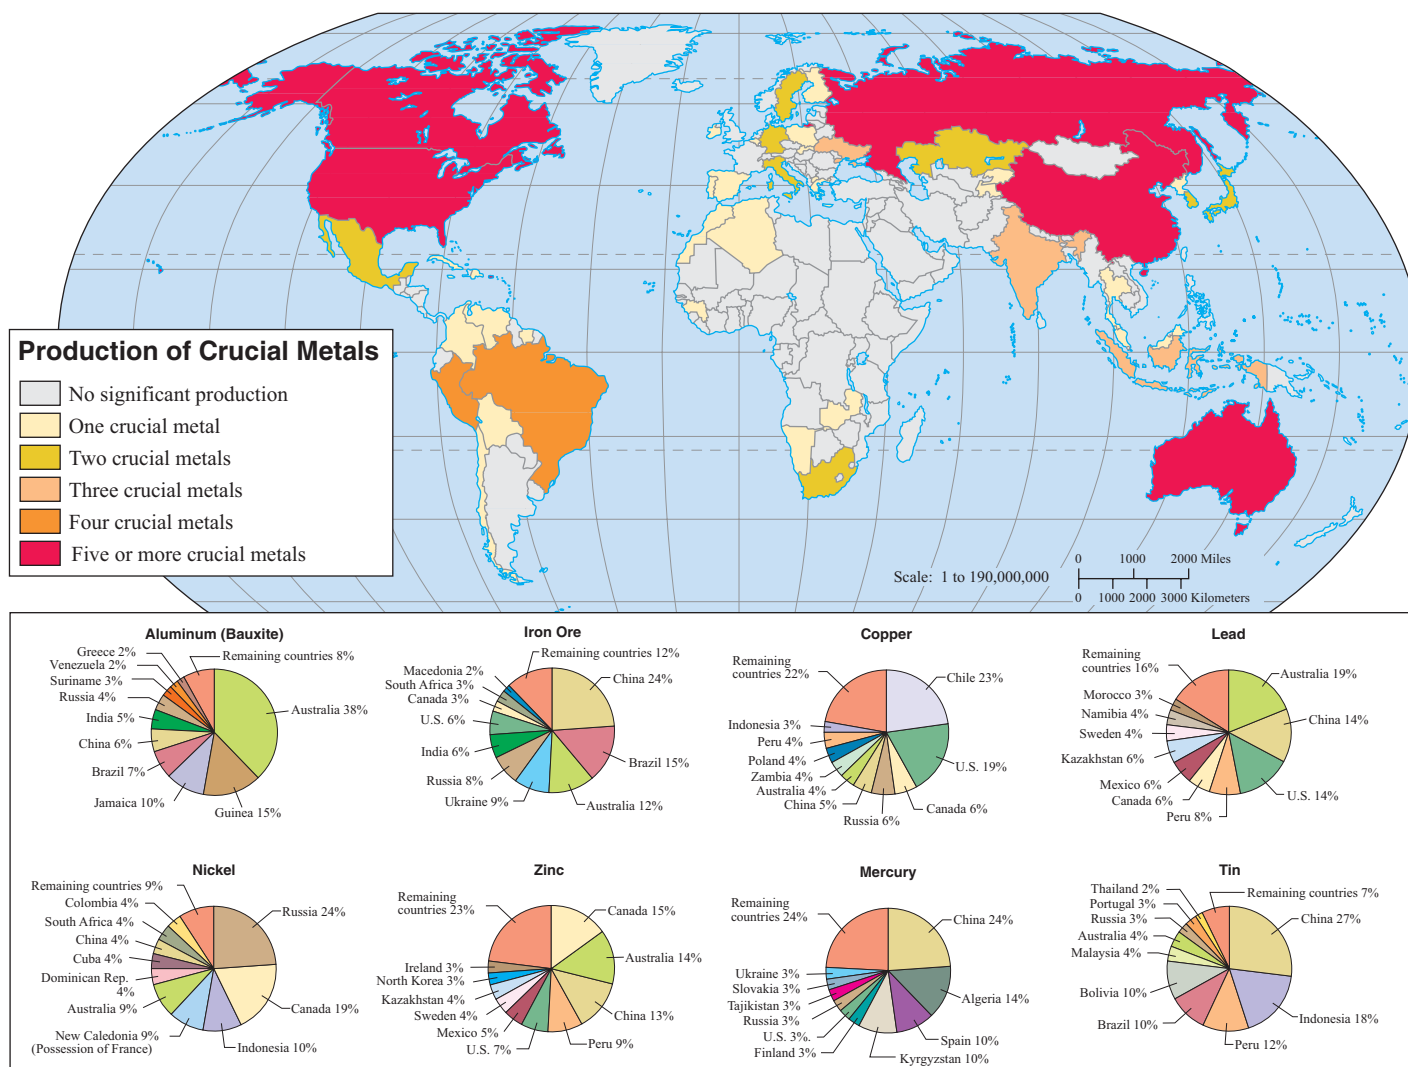 Production of Crucial Metals
No significant production
One crucial metal
Two crucial metals
Three crucial metals
Four crucial metals
Five or more crucial metals
Scale: 1 to 190,000,000
0 1000 2000 Miles
0 1000 2000 3000 Kilometers
Aluminum (Bauxite)
Greece 2%
Venezuela 2%
Suriname 3%
Russia 4%
India 5%
China 6%
Brazil 7%
Jamaica 10%
Guinea 15%
Australia 38%
Remaining countries 8%
Iron Ore
Macedonia 2%
South Africa 3%
Canada 3%
U.S. 6%
India 6%
Russia 8%
Ukraine 9%
Australia 12%
Brazil 15%
China 24%
Remaining countries 12%
Copper
Remaining
countries 22%
Indonesia 3%
Peru 4%
Poland 4%
Zambia 4%
Australia 4%
China 5%
Russia 6%
Canada 6%
U.S. 19%
Chile 23%
Lead
Remaining
countries 16%
Morocco 3%
Namibia 4%
Sweden 4%
Kazakhstan 6%
Mexico 6%
Canada 6%
Peru 8%
U.S. 14%
China 14%
Australia 19%
Nickel
Remaining countries 9%
Colombia 4%
South Africa 4%
China 4%
Cuba 4%
Dominican Rep.
4%
Australia 9%
New Caledonia 9%
(Possession of France)
Indonesia 10%
Canada 19%
Russia 24%
Zinc
Remaining
countries 23%
Ireland 3%
North Korea 3%
Kazakhstan 4%
Sweden 4%
Mexico 5%
U.S. 7%
Peru 9%
China 13%
Australia 14%
Canada 15%
Mercury
Remaining
countries 24%
Ukraine 3%
Slovakia 3%
Tajikistan 3%
Russia 3%
U.S. 3%.
Finland 3%
Kyrgyzstan 10%
Spain 10%
Algeria 14%
China 24%
Tin
Thailand 2%
Portugal 3%
Russia 3%
Australia 4%
Malaysia 4%
Bolivia 10%
Brazil 10%
Peru 12%
Indonesia 18%
China 27%
Remaining countries 7%